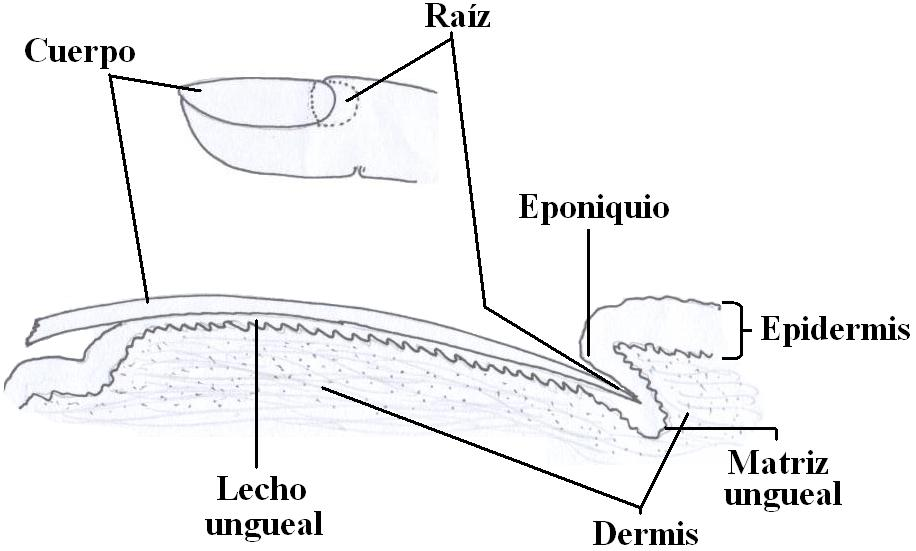 Raíz
Cuerpo
Eponiquio
Epidermis
Matriz
ungueal
Lecho
ungueal
Dermis